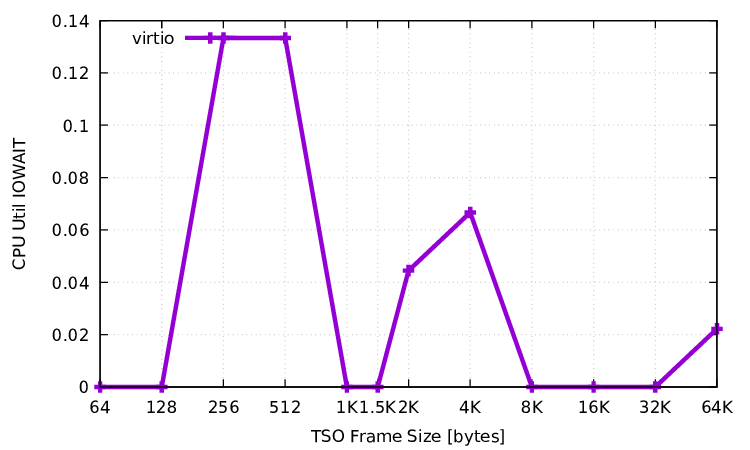 0.14
virtio
0.12
0.1
0.08
0.06
0.04
0.02
0
CPU Util IOWAIT
64 128 256 512 1K 1.5K 2K 4K 8K 16K 32K 64K
TSO Frame Size [bytes]